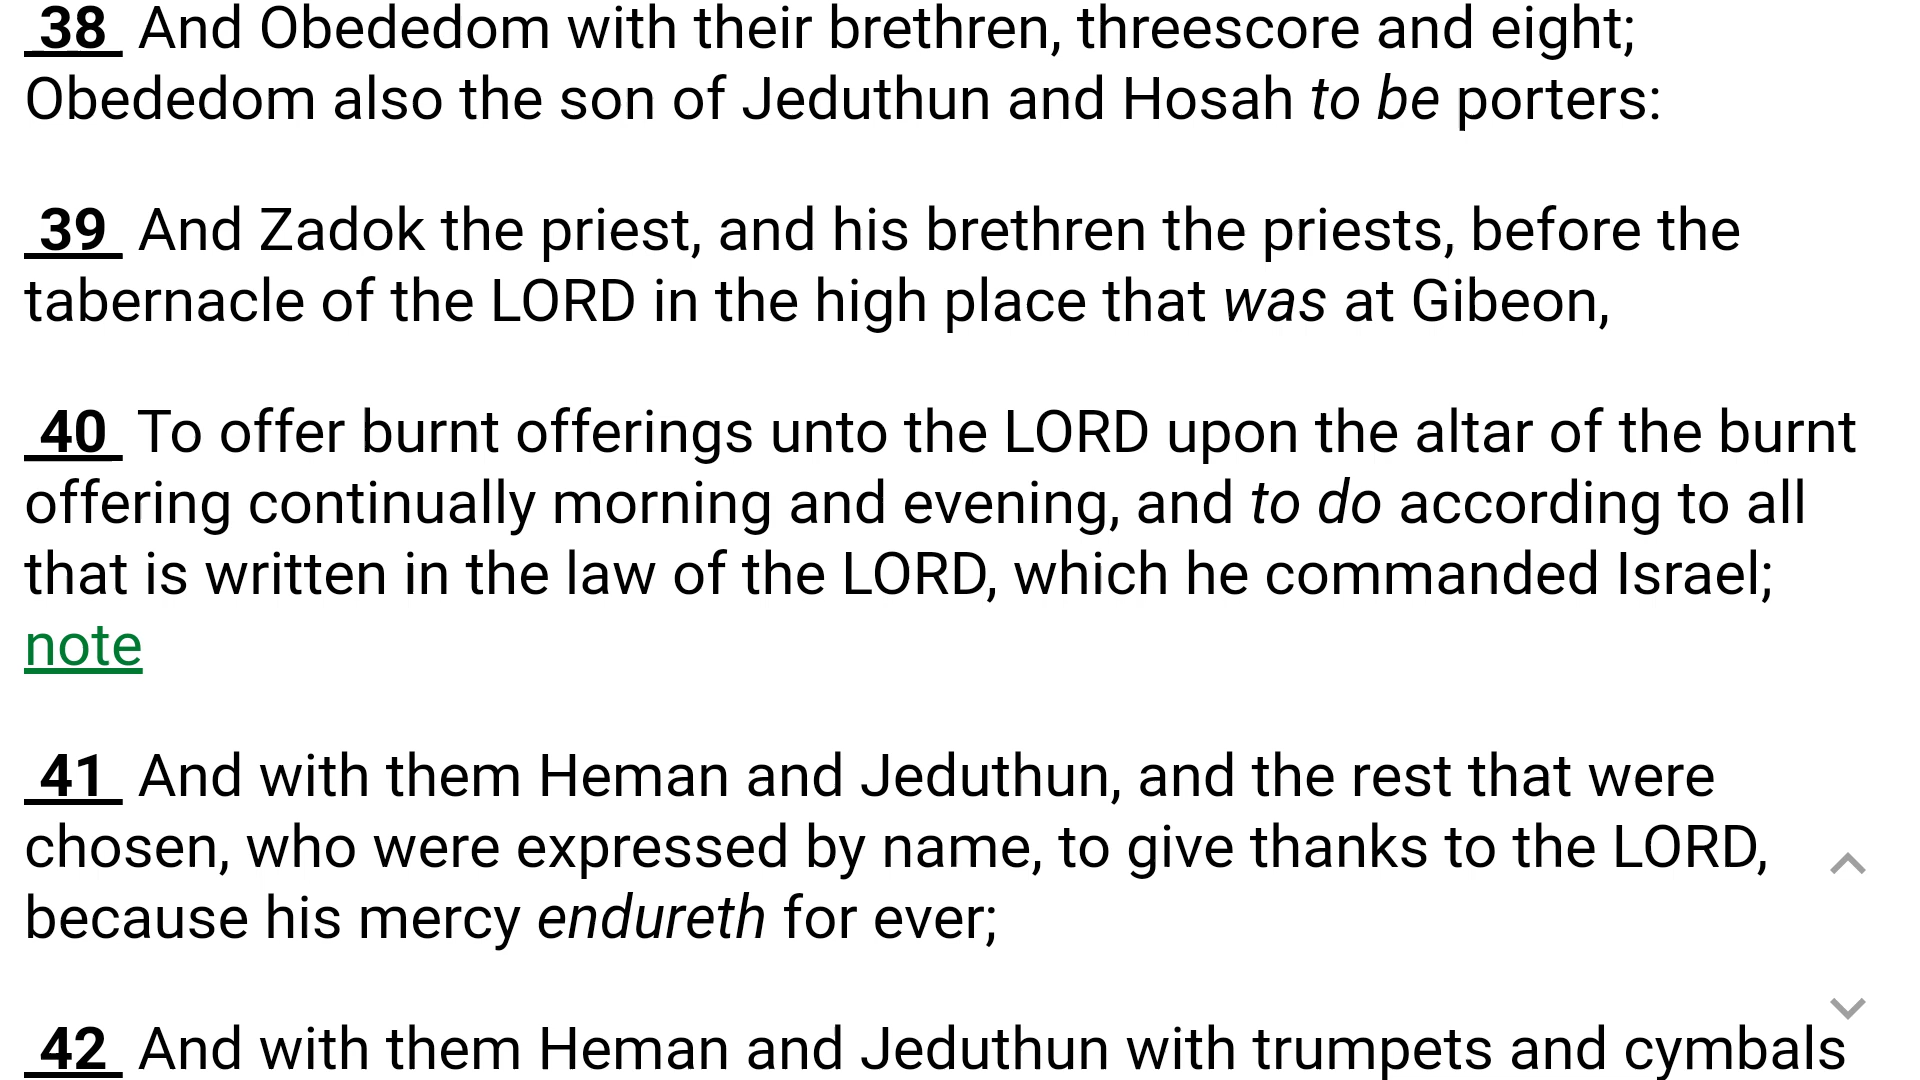 38 And Obededom with their brethren, threescore and eight;
Obededom also the son of Jeduthun and Hosah to be porters:
39 And Zadok the priest, and his brethren the priests, before the
tabernacle of the LORD in the high place that was at Gibeon,
40 To offer burnt offerings unto the LORD upon the altar of the burnt
offering continually morning and evening, and to do according to all
that is written in the law of the LORD, which he commanded Israel;
note
41 And with them Heman and Jeduthun, and the rest that were
chosen, who were expressed by name, to give thanks to the LORD,
because his mercy endureth for ever;
42 And with them Heman and Jeduthun with trumpets and cymbals